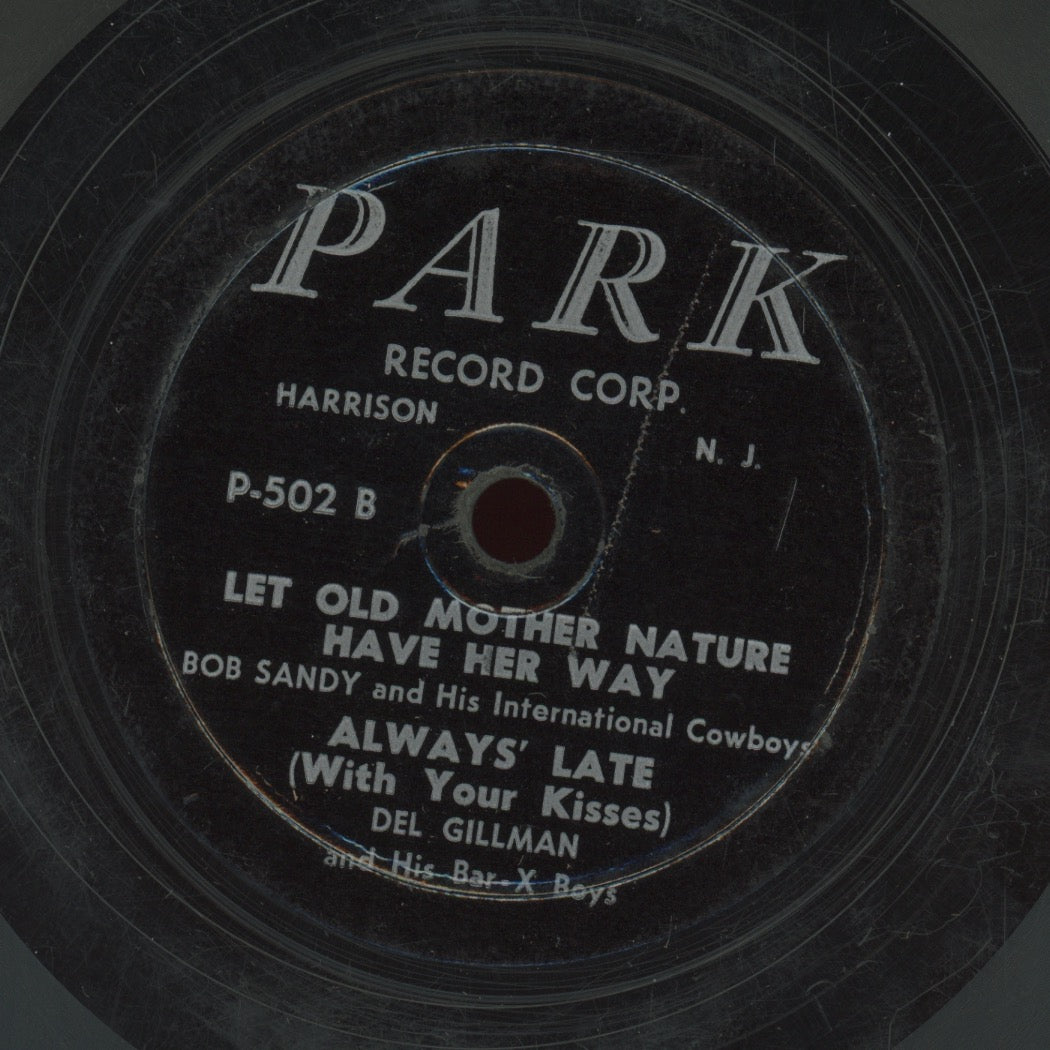 PARK
RECORD CORP.
HARRISON N. J.
P-502 B
LET OLD MOTHER NATURE
HAVE HER WAY
BOB SANDY and His International Cowboys
ALWAYS' LATE
(With Your Kisses)
DEL GILLMAN
and His Bar-X Boys